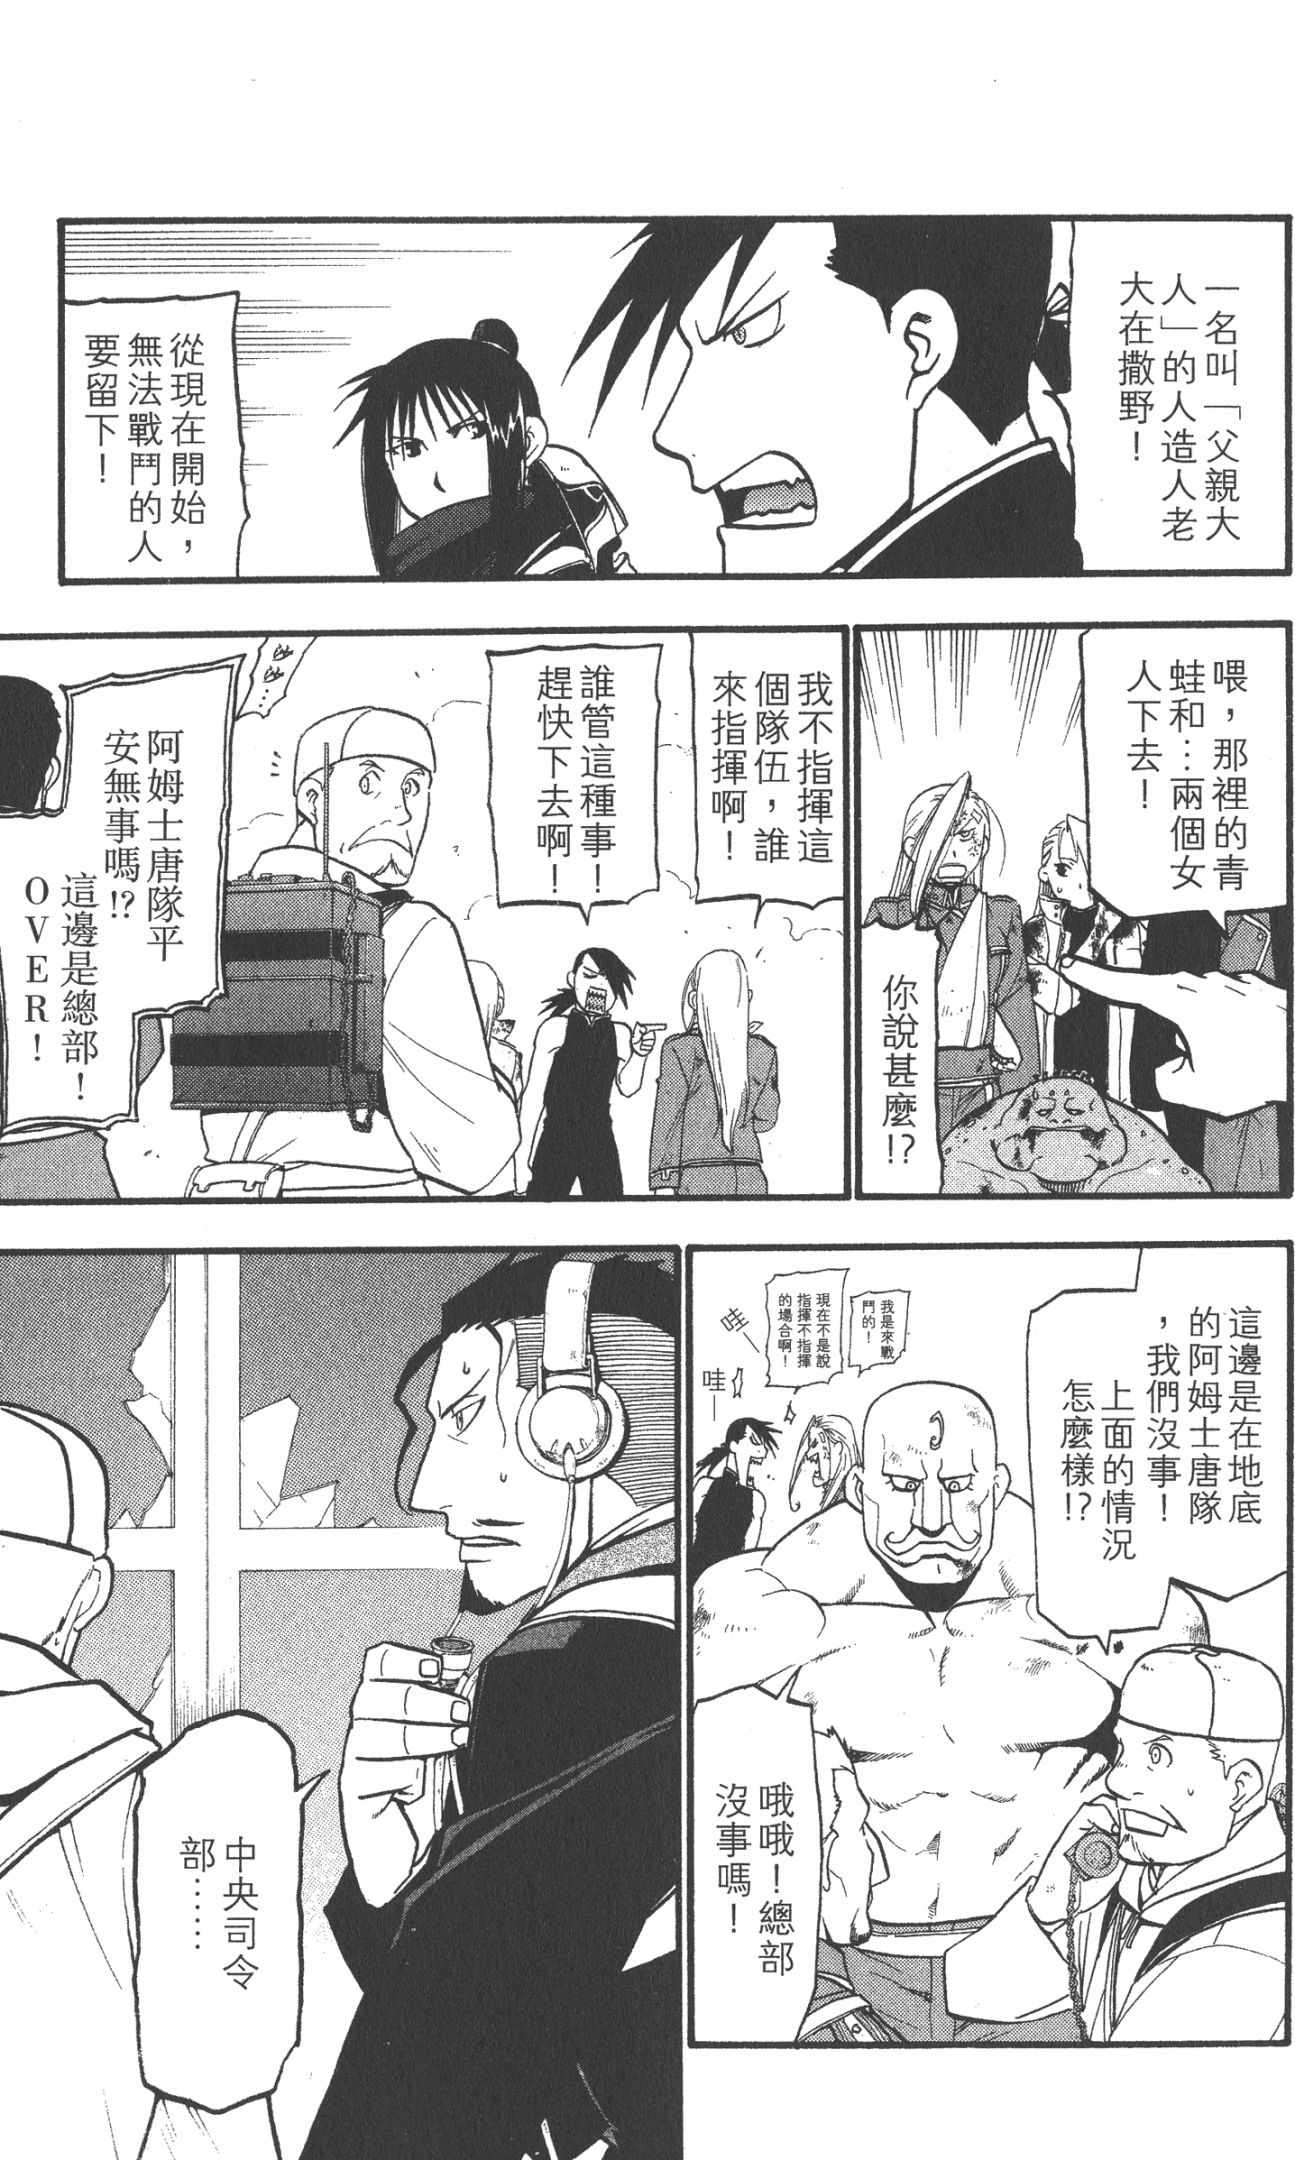 一名叫「父親大
人」的人造人老
大在撒野！
從現在開始，
無法戰鬥的人
要留下！
喂，那裡的青
蛙和…兩個女
人下去！
你說甚麼!?
我不指揮這
個隊伍，誰
來指揮啊！
誰管這種事！
趕快下去啊！
沙
沙…
阿姆士唐隊平
安無事嗎!?
這邊是總部！
OVER！
這邊是在地底
的阿姆士唐隊
，我們沒事！
上面的情況
怎麼樣!?
我是來戰
鬥的！
現在不是說
指揮不指揮
的場合啊！
哇—
哇—
哦哦！總部
沒事嗎！
中央司令
部……